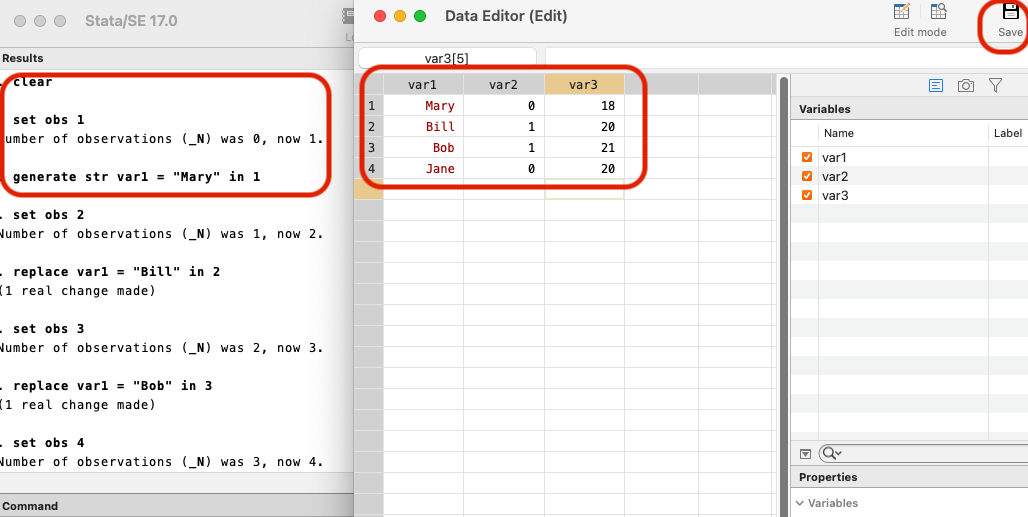 Stata/SE 17.0
Results
. clear
. set obs 1
Number of observations (_N) was 0, now 1.
. generate str var1 = "Mary" in 1
. set obs 2
Number of observations (_N) was 1, now 2.
. replace var1 = "Bill" in 2
(1 real change made)
. set obs 3
Number of observations (_N) was 2, now 3.
. replace var1 = "Bob" in 3
(1 real change made)
. set obs 4
Number of observations (_N) was 3, now 4.
Command
Data Editor (Edit)
Edit mode
Save
var3[5]
var1 var2 var3
1 Mary 0 18
2 Bill 1 20
3 Bob 1 21
4 Jane 0 20
Variables
Name Label
var1
var2
var3
Properties
Variables